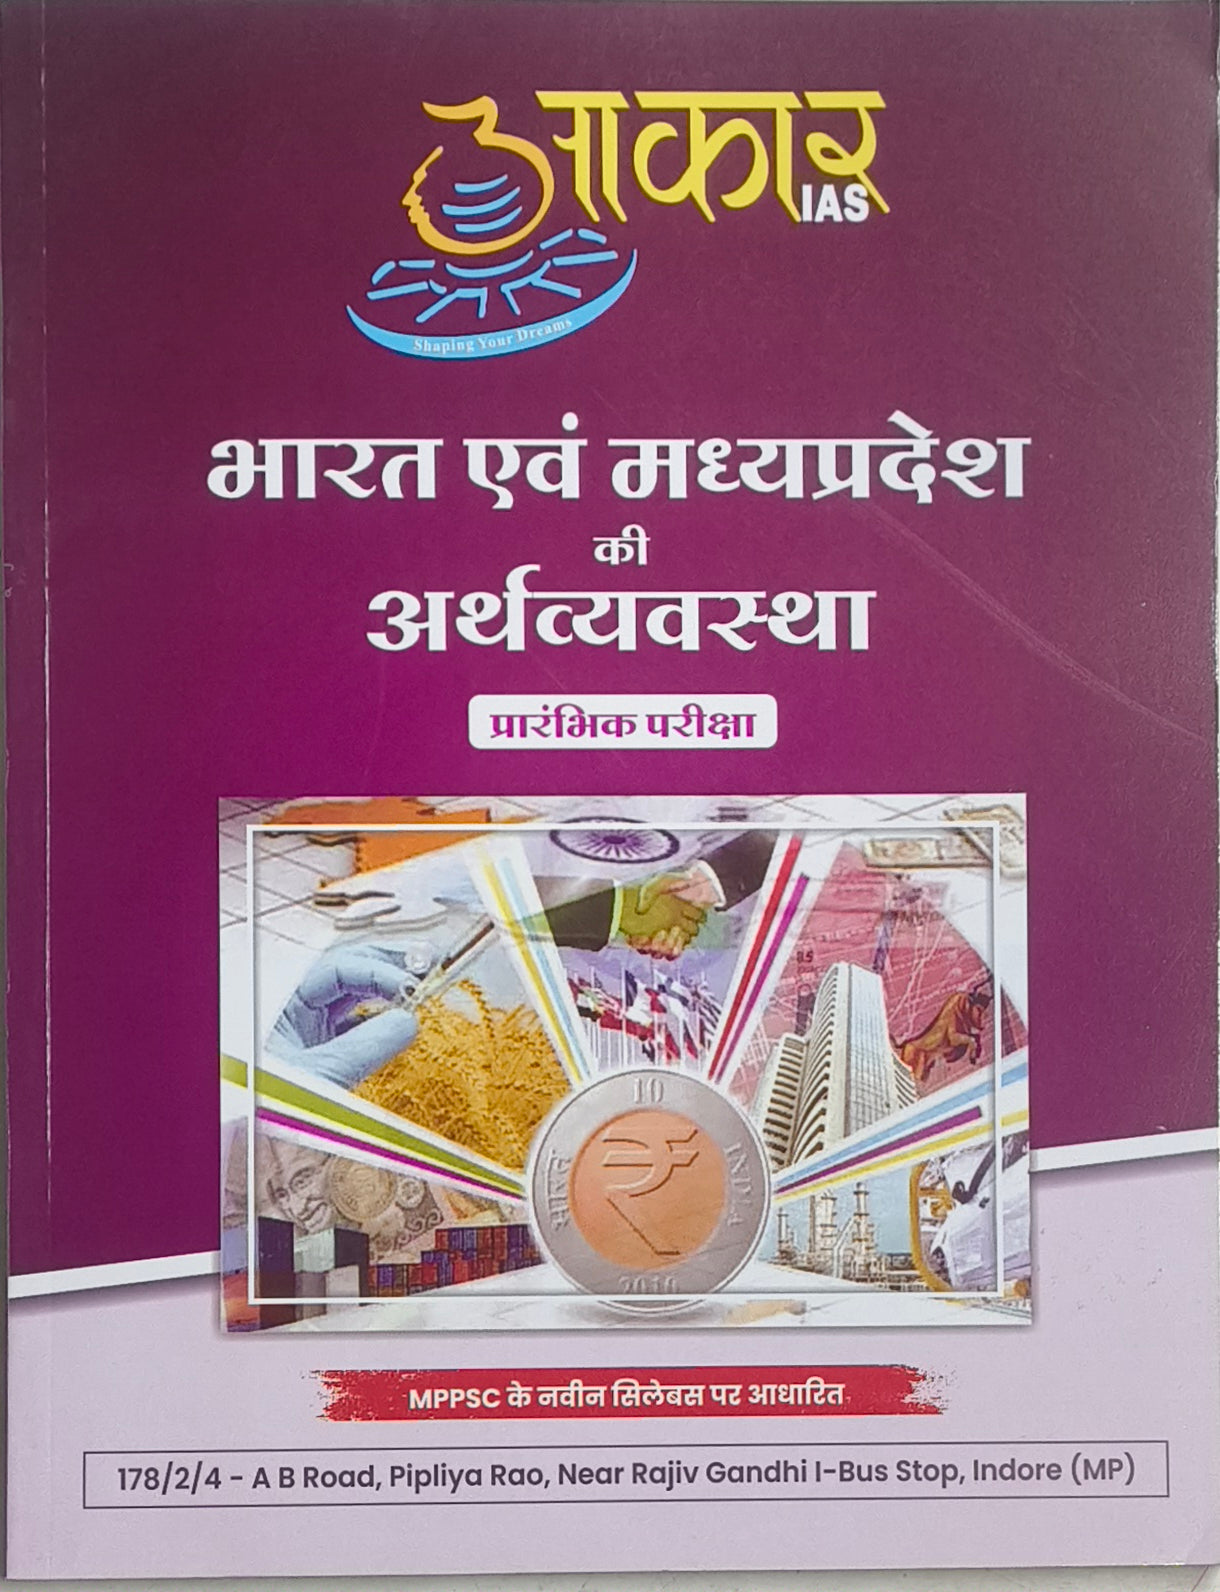 आकार
IAS
Shaping Your Dreams
भारत एवं मध्यप्रदेश
की
अर्थव्यवस्था
प्रारंभिक परीक्षा
10
भारत
INDIA
2010
MPPSC के नवीन सिलेबस पर आधारित
178/2/4 - A B Road, Pipliya Rao, Near Rajiv Gandhi I-Bus Stop, Indore (MP)